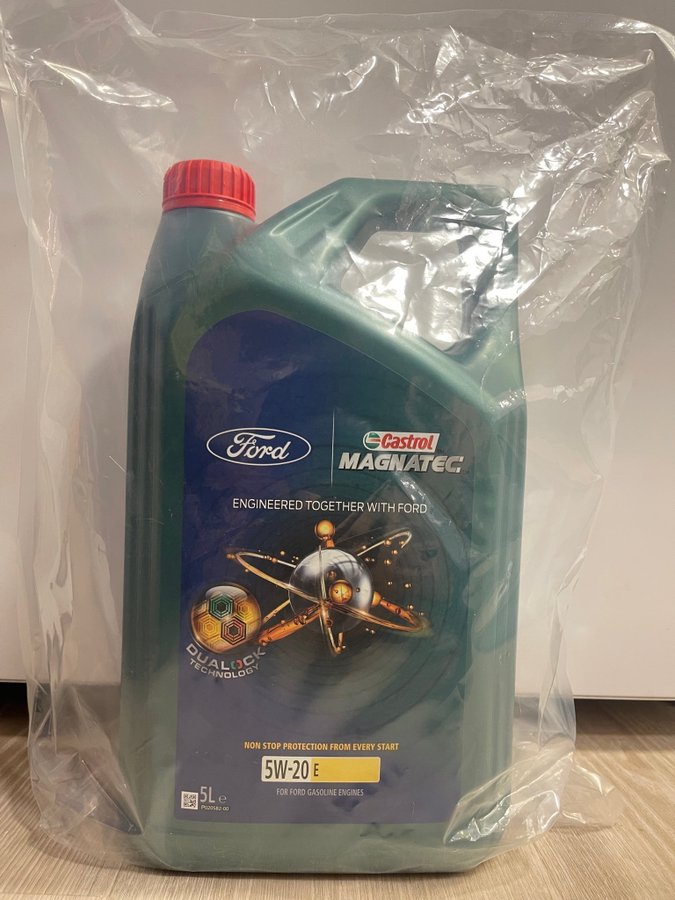 Ford
Castrol
MAGNATEC
ENGINEERED TOGETHER WITH FORD
DUALOCK
TECHNOLOGY
NON STOP PROTECTION FROM EVERY START
5W-20 E
FOR FORD GASOLINE ENGINES
5L e